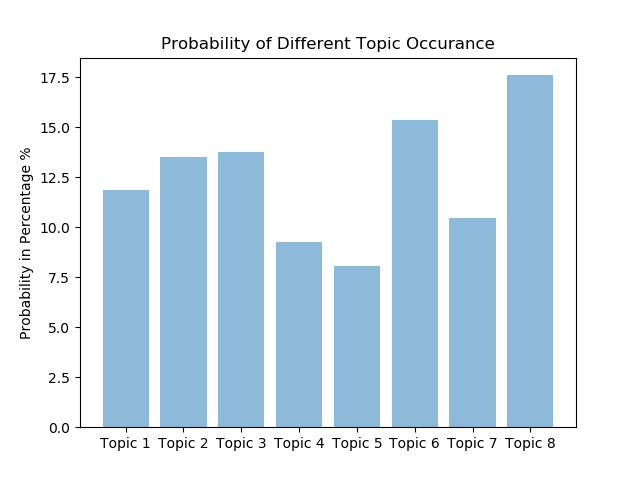 Probability of Different Topic Occurance
Probability in Percentage %
17.5
15.0
12.5
10.0
7.5
5.0
2.5
0.0
Topic 1 Topic 2 Topic 3 Topic 4 Topic 5 Topic 6 Topic 7 Topic 8